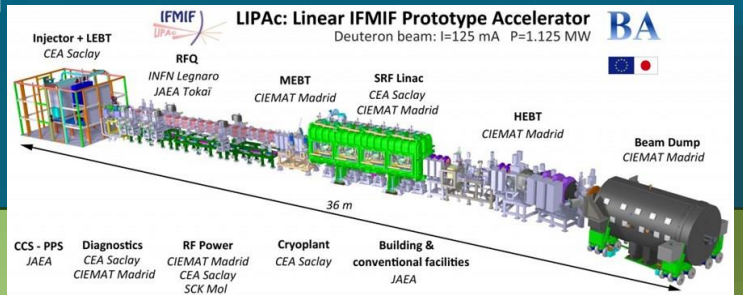 IFMIF
LIPAc
LIPAc: Linear IFMIF Prototype Accelerator
Deuteron beam: I=125 mA P=1.125 MW
BA
Injector + LEBT
CEA Saclay
RFQ
INFN Legnaro
JAEA Tokaï
MEBT
CIEMAT Madrid
SRF Linac
CEA Saclay
CIEMAT Madrid
HEBT
CIEMAT Madrid
Beam Dump
CIEMAT Madrid
36 m
CCS - PPS
JAEA
Diagnostics
CEA Saclay
CIEMAT Madrid
RF Power
CIEMAT Madrid
CEA Saclay
SCK Mol
Cryoplant
CEA Saclay
Building &
conventional facilities
JAEA